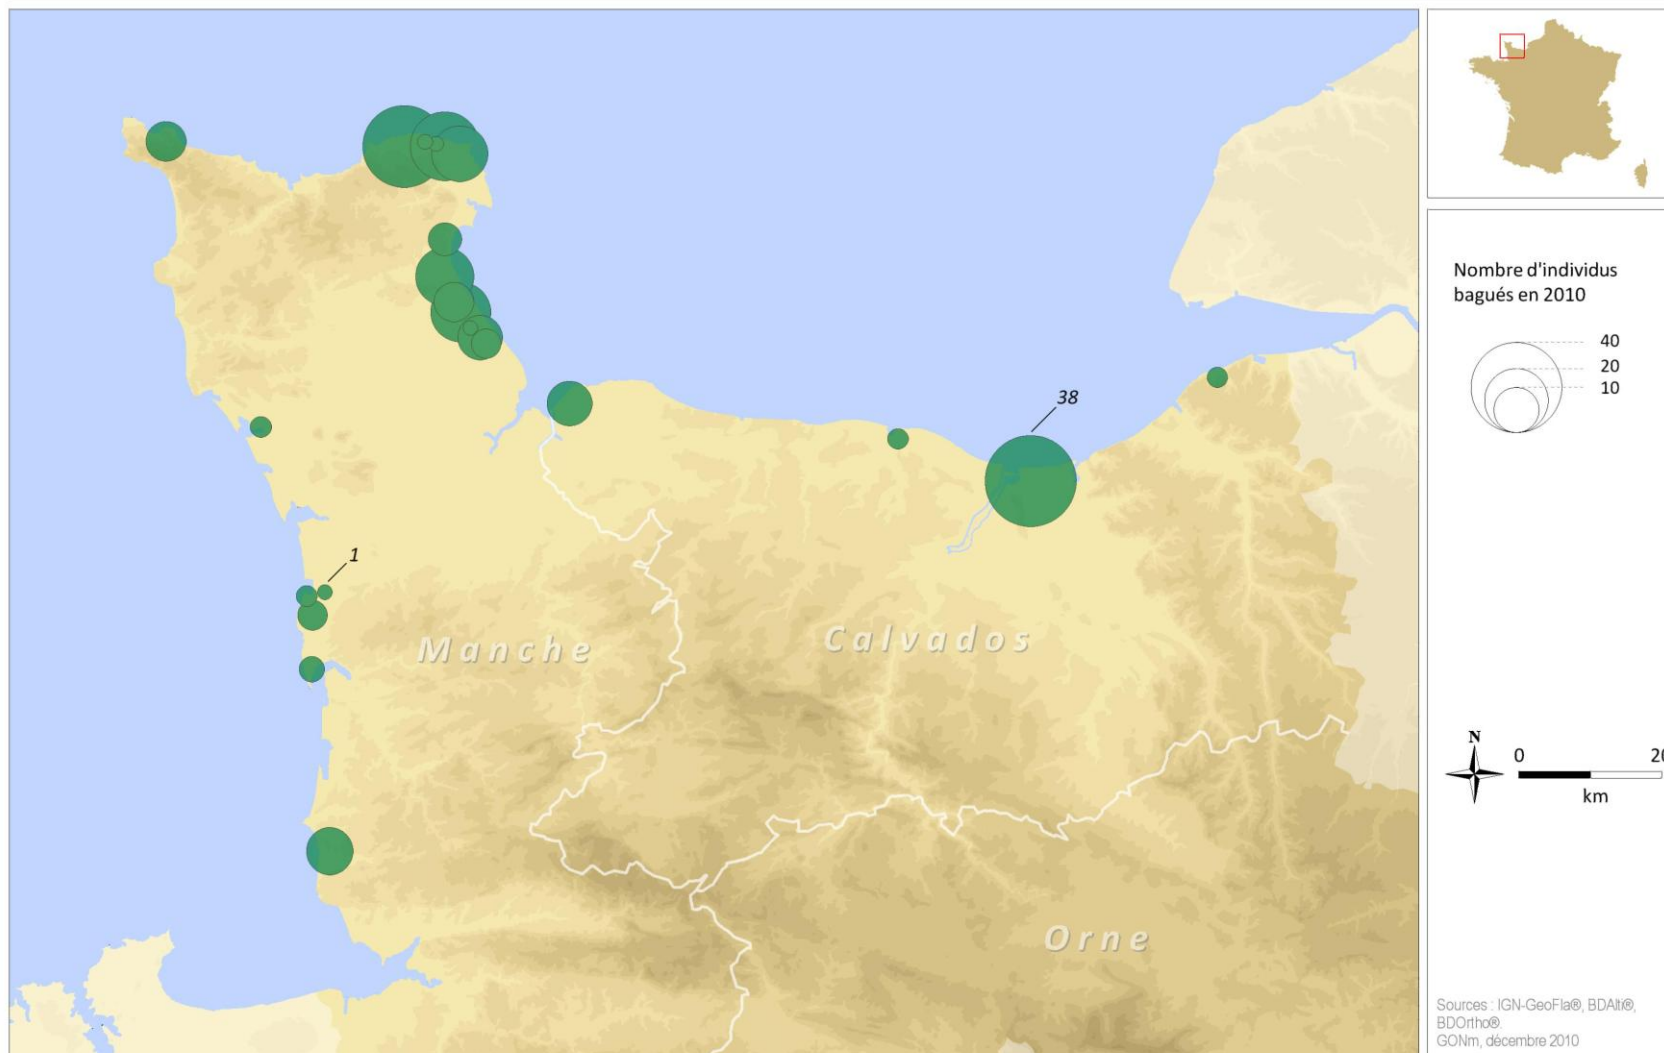 Nombre d'individus
bagués en 2010
40
20
10
38
1
Manche
Calvados
Orne
N
0
20
km
Sources : IGN-GeoFla®, BDAlti®,
BDOrtho®.
GONm, décembre 2010